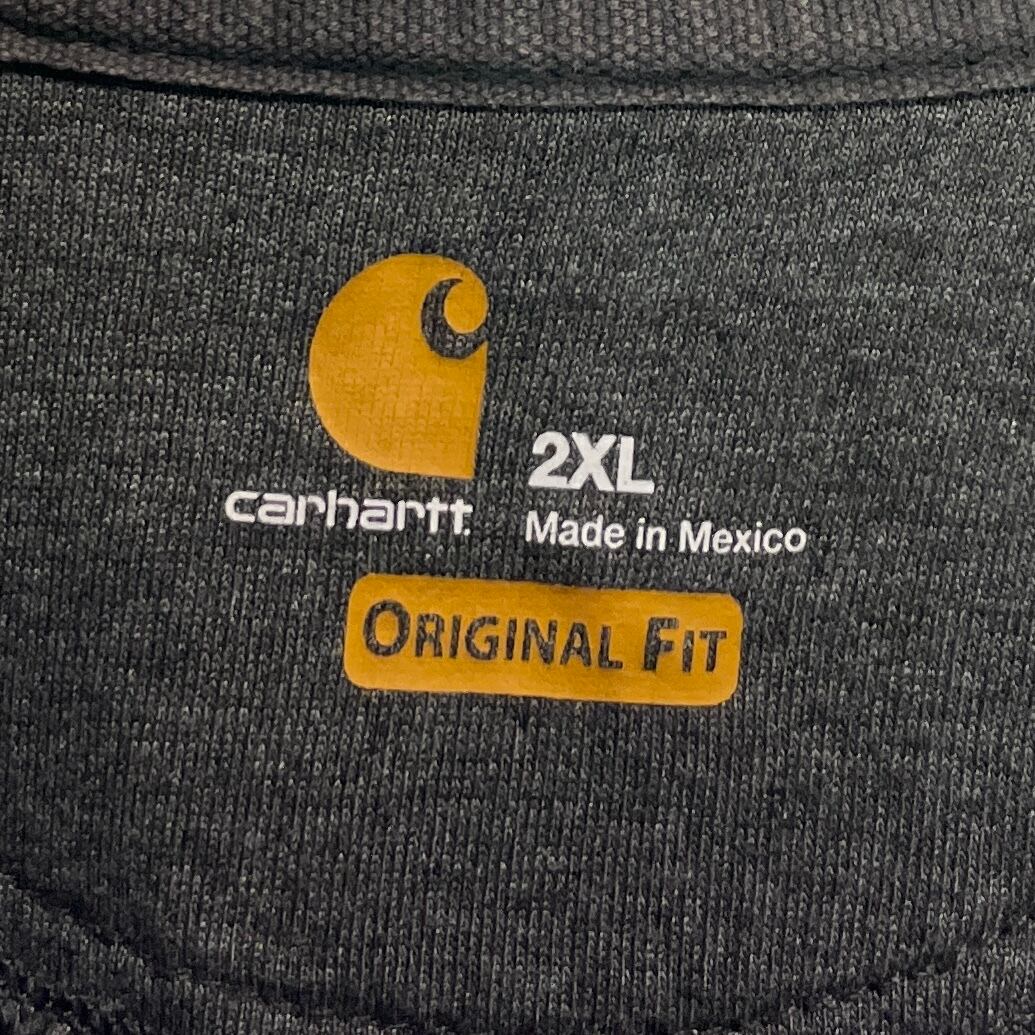 carhartt
2XL
Made in Mexico
ORIGINAL FIT